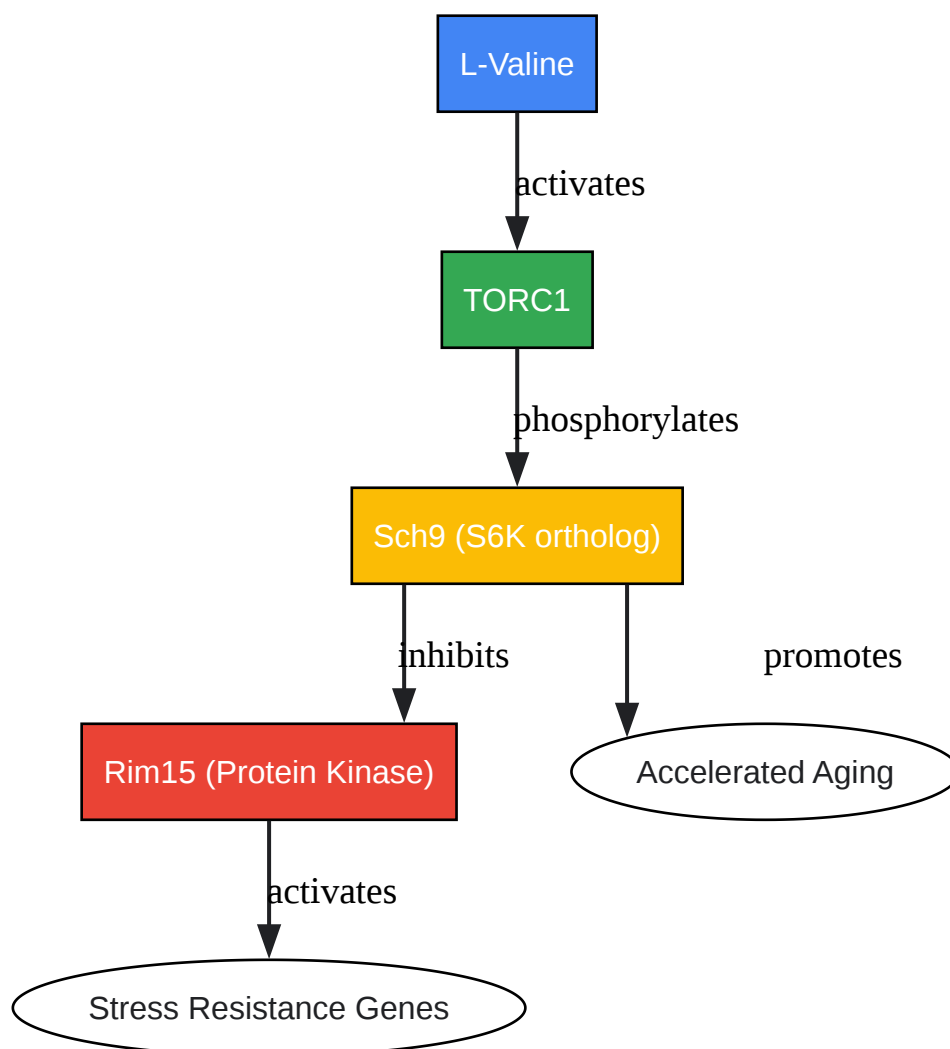 L-Valine
activates
TORC1
phosphorylates
Sch9 (S6K ortholog)
inhibits
promotes
Rim15 (Protein Kinase)
Accelerated Aging
activates
Stress Resistance Genes